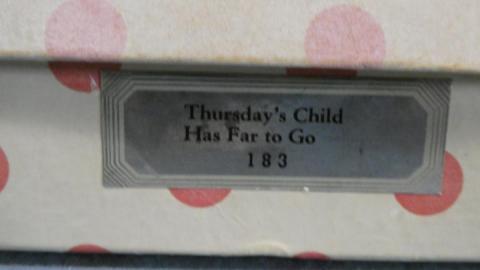 Thursday's Child
Has Far to Go
183